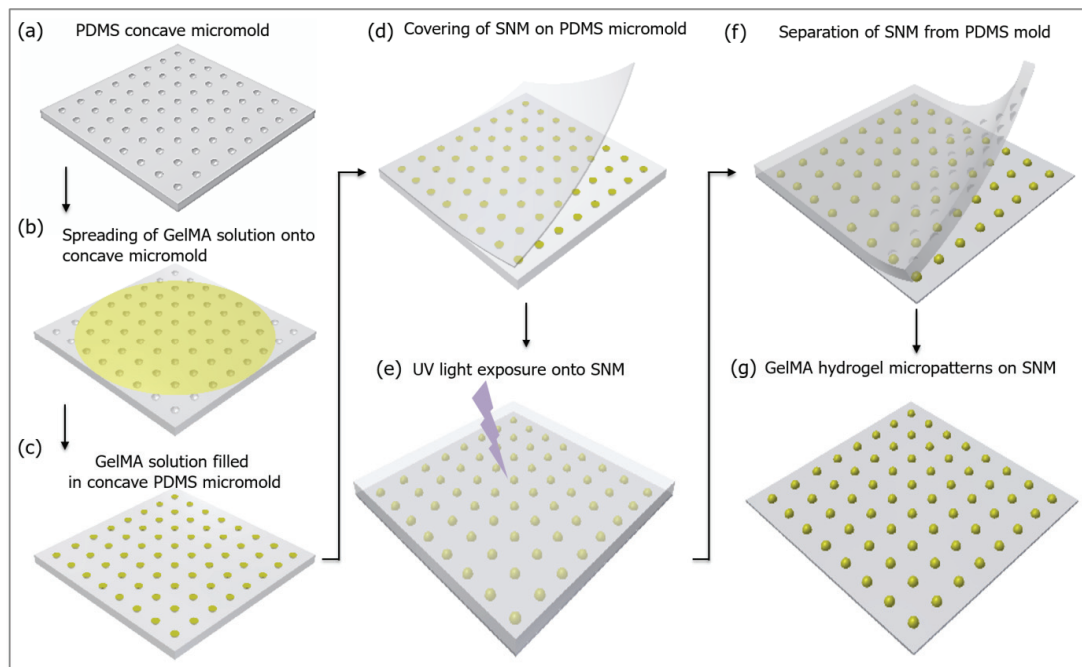 (a)
PDMS concave micromold
(b)
Spreading of GelMA solution onto
concave micromold
(c)
GelMA solution filled
in concave PDMS micromold
(d)
Covering of SNM on PDMS micromold
(e) UV light exposure onto SNM
(f)
Separation of SNM from PDMS mold
(g)
GelMA hydrogel micropatterns on SNM